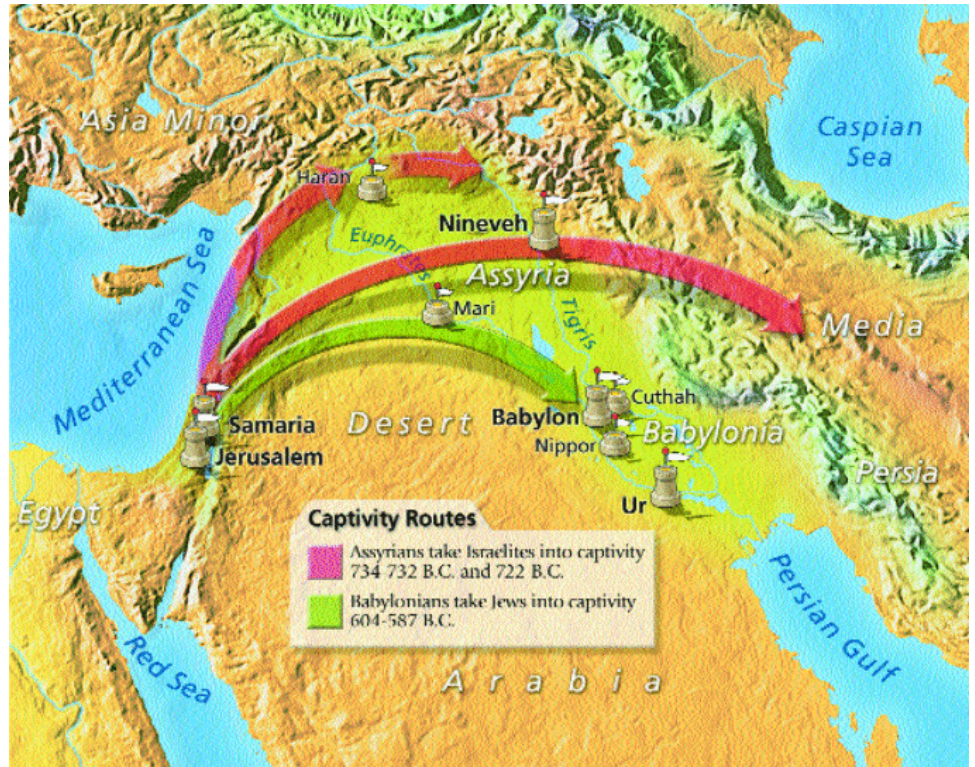 Asia Minor
Caspian
Sea
Haran
Nineveh
Euphrates
Assyria
Mediterranean Sea
Mari
Tigris
Media
Samaria
Jerusalem
Desert
Babylon
Cuthah
Nippor
Babylonia
Persia
Ur
Egypt
Captivity Routes
Assyrians take Israelites into captivity
734 732 B.C. and 722 B.C.
Babylonians take Jews into captivity
604-587 B.C.
Red Sea
Persian Gulf
Arabia